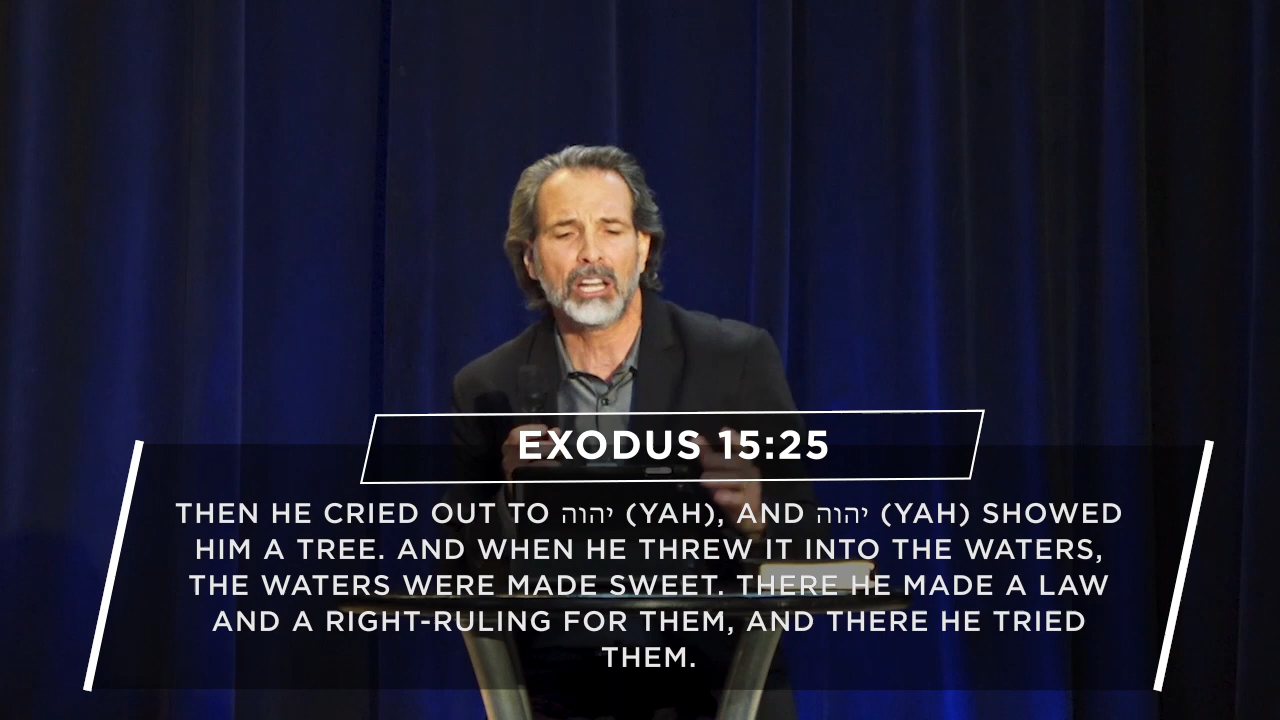 EXODUS 15:25
THEN HE CRIED OUT TO יהוה (YAH), AND יהוה (YAH) SHOWED
HIM A TREE. AND WHEN HE THREW IT INTO THE WATERS,
THE WATERS WERE MADE SWEET. THERE HE MADE A LAW
AND A RIGHT-RULING FOR THEM, AND THERE HE TRIED
THEM.